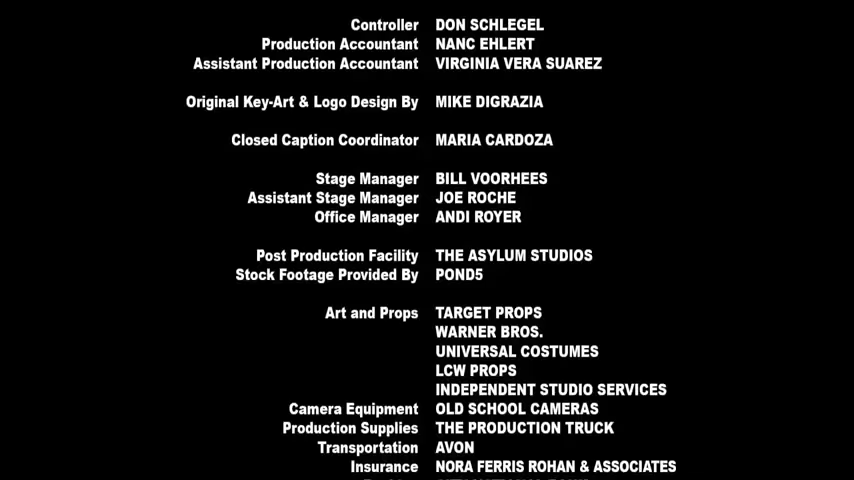 Controller DON SCHLEGEL
Production Accountant NANC EHLERT
Assistant Production Accountant VIRGINIA VERA SUAREZ
Original Key-Art & Logo Design By MIKE DIGRAZIA
Closed Caption Coordinator MARIA CARDOZA
Stage Manager BILL VOORHEES
Assistant Stage Manager JOE ROCHE
Office Manager ANDI ROYER
Post Production Facility THE ASYLUM STUDIOS
Stock Footage Provided By POND5
Art and Props TARGET PROPS
WARNER BROS.
UNIVERSAL COSTUMES
LCW PROPS
INDEPENDENT STUDIO SERVICES
Camera Equipment OLD SCHOOL CAMERAS
Production Supplies THE PRODUCTION TRUCK
Transportation AVON
Insurance NORA FERRIS ROHAN & ASSOCIATES